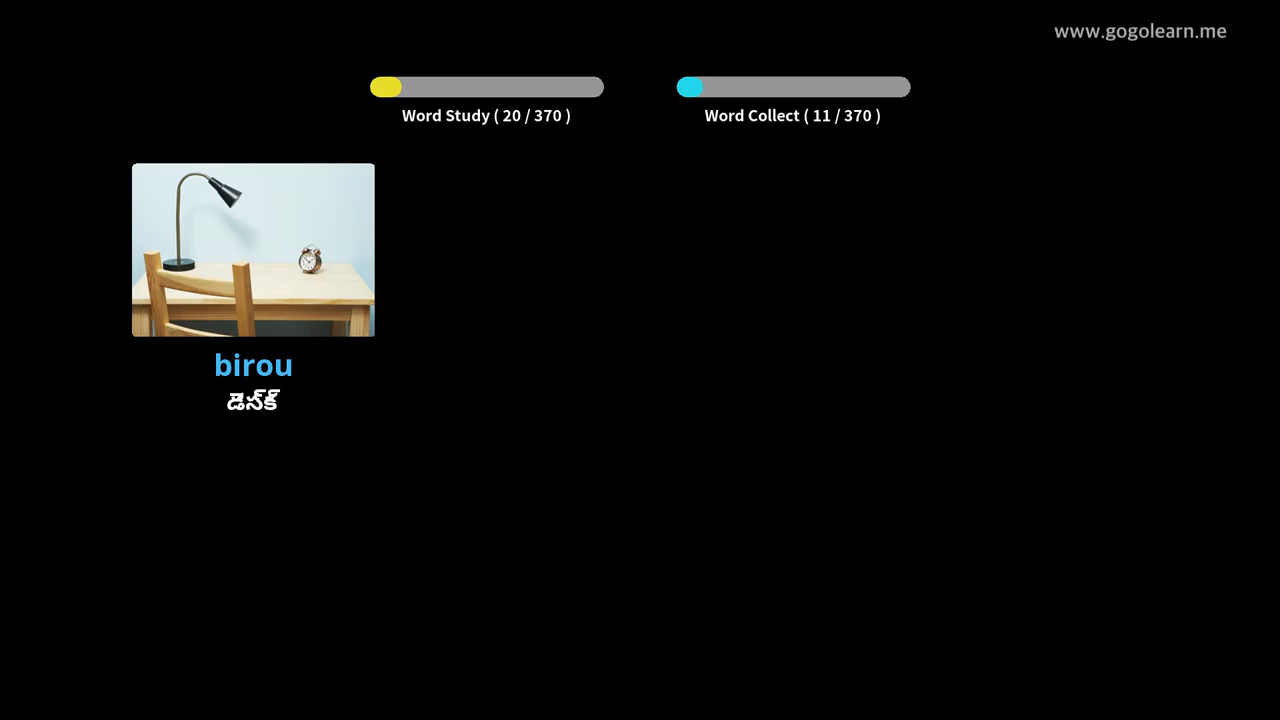 www.gogolearn.me
Word Study ( 20 / 370 )
Word Collect ( 11 / 370 )
birou
డెస్క్